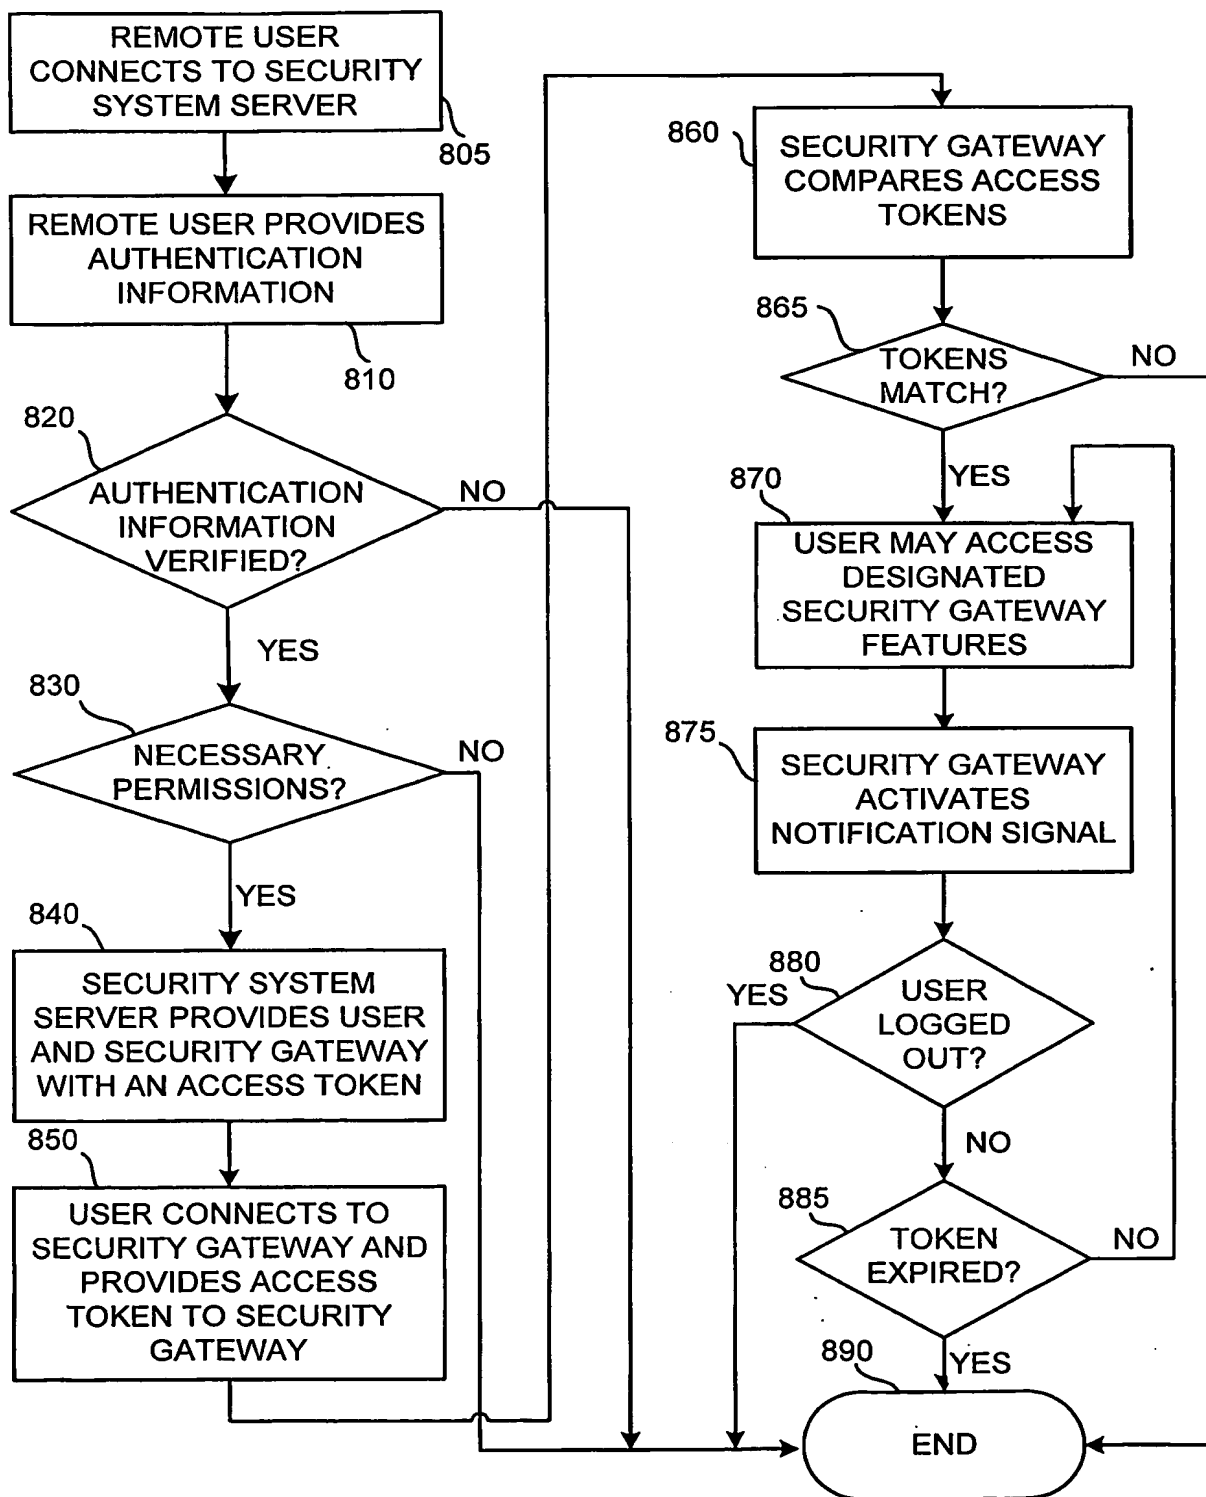 REMOTE USER
CONNECTS TO SECURITY
SYSTEM SERVER
805
REMOTE USER PROVIDES
AUTHENTICATION
INFORMATION
810
820
AUTHENTICATION
INFORMATION
VERIFIED?
NO
YES
830
NECESSARY
PERMISSIONS?
NO
YES
840
SECURITY SYSTEM
SERVER PROVIDES USER
AND SECURITY GATEWAY
WITH AN ACCESS TOKEN
850
USER CONNECTS TO
SECURITY GATEWAY AND
PROVIDES ACCESS
TOKEN TO SECURITY
GATEWAY
860
SECURITY GATEWAY
COMPARES ACCESS
TOKENS
865
TOKENS
MATCH?
NO
YES
870
USER MAY ACCESS
DESIGNATED
SECURITY GATEWAY
FEATURES
875
SECURITY GATEWAY
ACTIVATES
NOTIFICATION SIGNAL
880
YES
USER
LOGGED
OUT?
NO
885
TOKEN
EXPIRED?
NO
YES
890
END